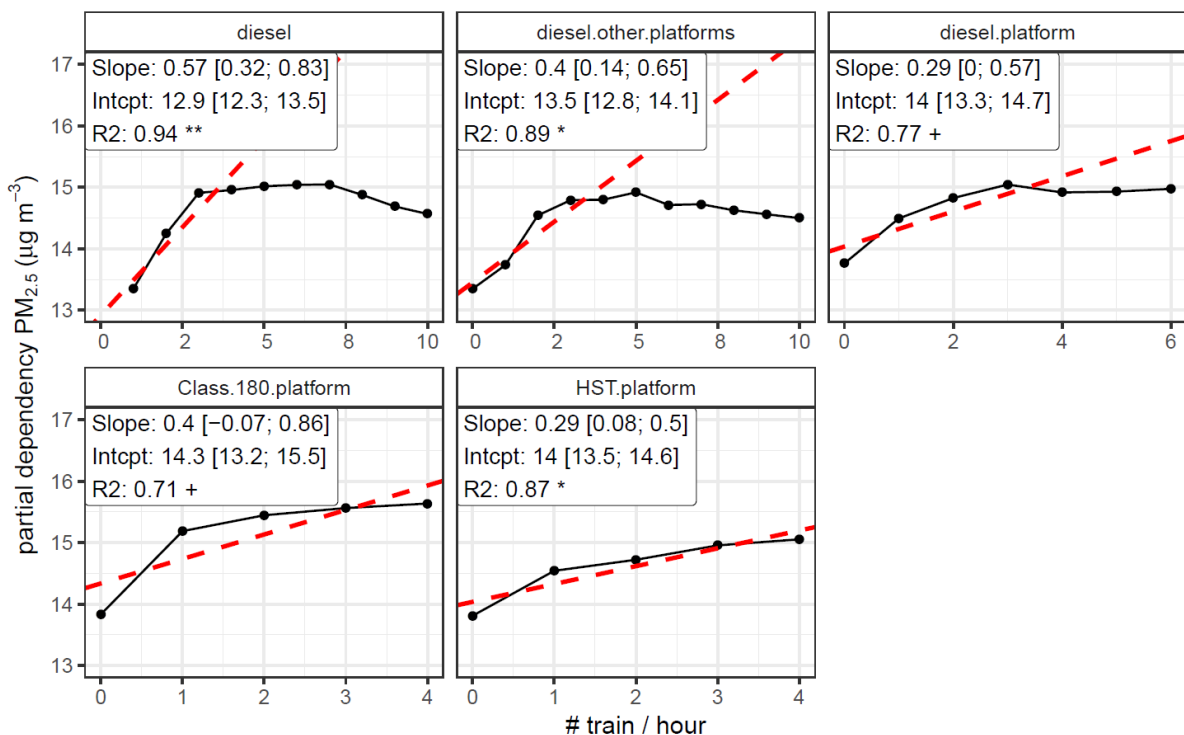 diesel
diesel.other.platforms
diesel.platform
Slope: 0.57 [0.32; 0.83]
Intcpt: 12.9 [12.3; 13.5]
R2: 0.94 **
Slope: 0.4 [0.14; 0.65]
Intcpt: 13.5 [12.8; 14.1]
R2: 0.89 *
Slope: 0.29 [0; 0.57]
Intcpt: 14 [13.3; 14.7]
R2: 0.77 +
17
16
15
14
13
0 2 5 8 10
0 2 5 8 10
0 2 4 6
Class.180.platform
HST.platform
Slope: 0.4 [−0.07; 0.86]
Intcpt: 14.3 [13.2; 15.5]
R2: 0.71 +
Slope: 0.29 [0.08; 0.5]
Intcpt: 14 [13.5; 14.6]
R2: 0.87 *
17
16
15
14
13
0 1 2 3 4
0 1 2 3 4
partial dependency PM₂.₅ (µg m⁻³)
# train / hour